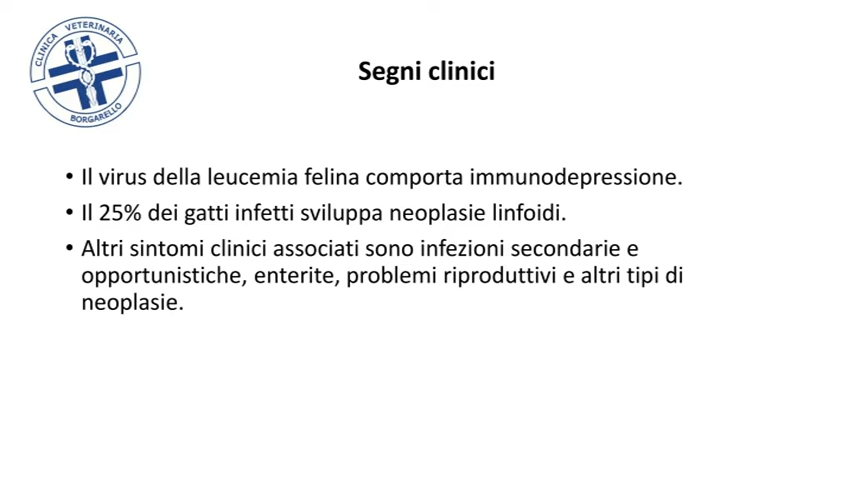 CLINICA VETERINARIA
BORGARELLO
Segni clinici
• Il virus della leucemia felina comporta immunodepressione.
• Il 25% dei gatti infetti sviluppa neoplasie linfoidi.
• Altri sintomi clinici associati sono infezioni secondarie e
opportunistiche, enterite, problemi riproduttivi e altri tipi di
neoplasie.